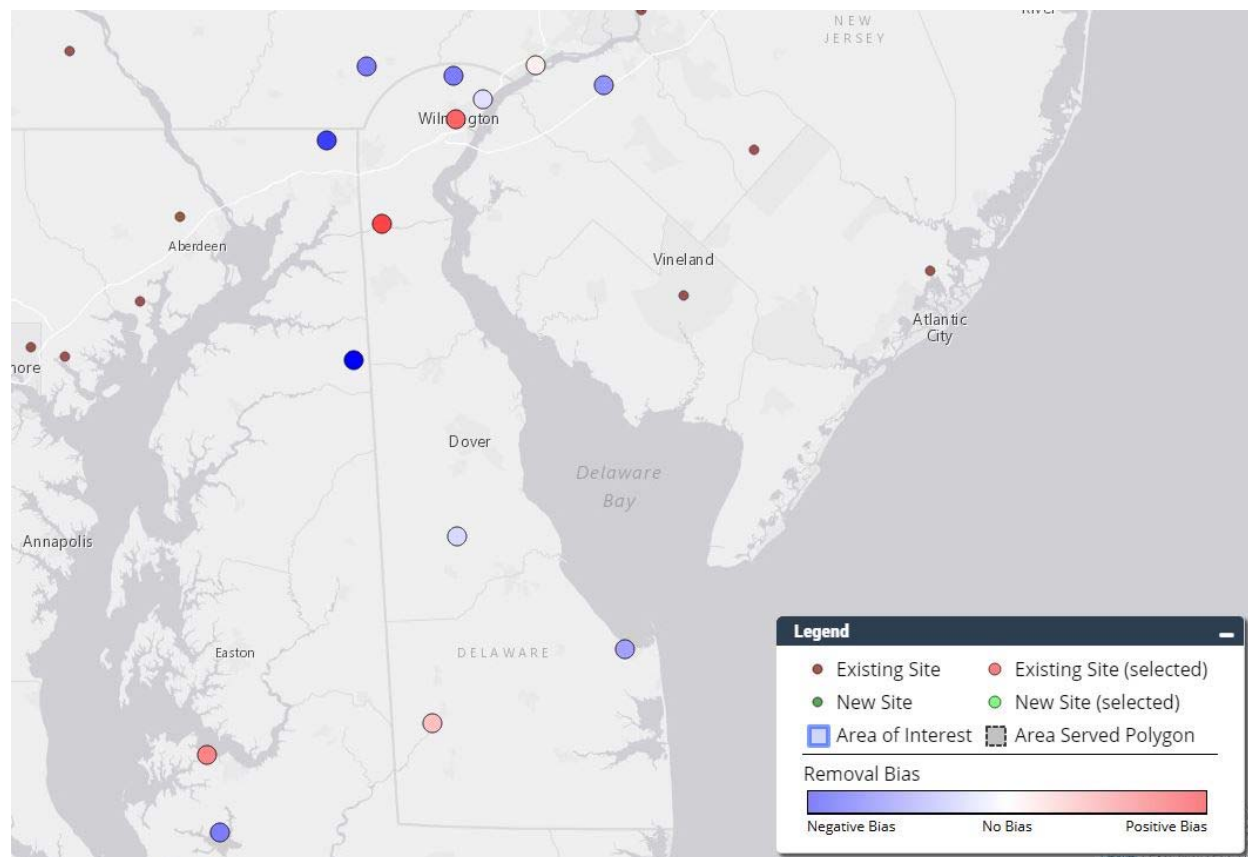 River
NEW
JERSEY
Wilmington
Aberdeen
Vineland
Atlantic
City
more
Dover
Delaware
Bay
Annapolis
Easton
DELAWARE
Legend
Existing Site
Existing Site (selected)
New Site
New Site (selected)
Area of Interest
Area Served Polygon
Removal Bias
Negative Bias
No Bias
Positive Bias